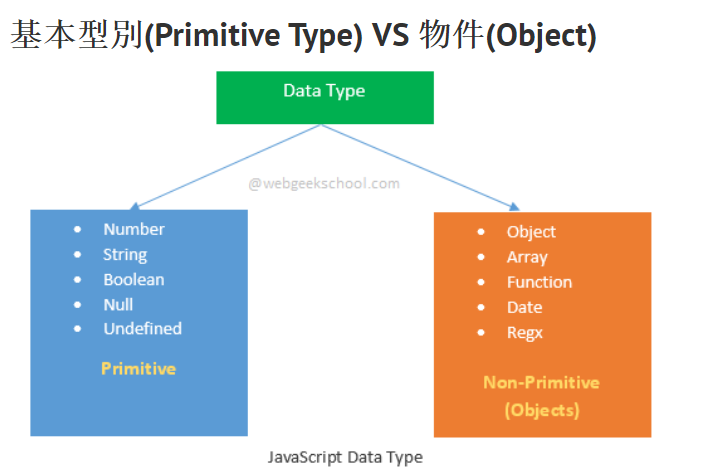 基本型別(Primitive Type) VS 物件(Object)
Data Type
@webgeekschool.com
Number
String
Boolean
Null
Undefined
Primitive
Object
Array
Function
Date
Regx
Non-Primitive
(Objects)
JavaScript Data Type